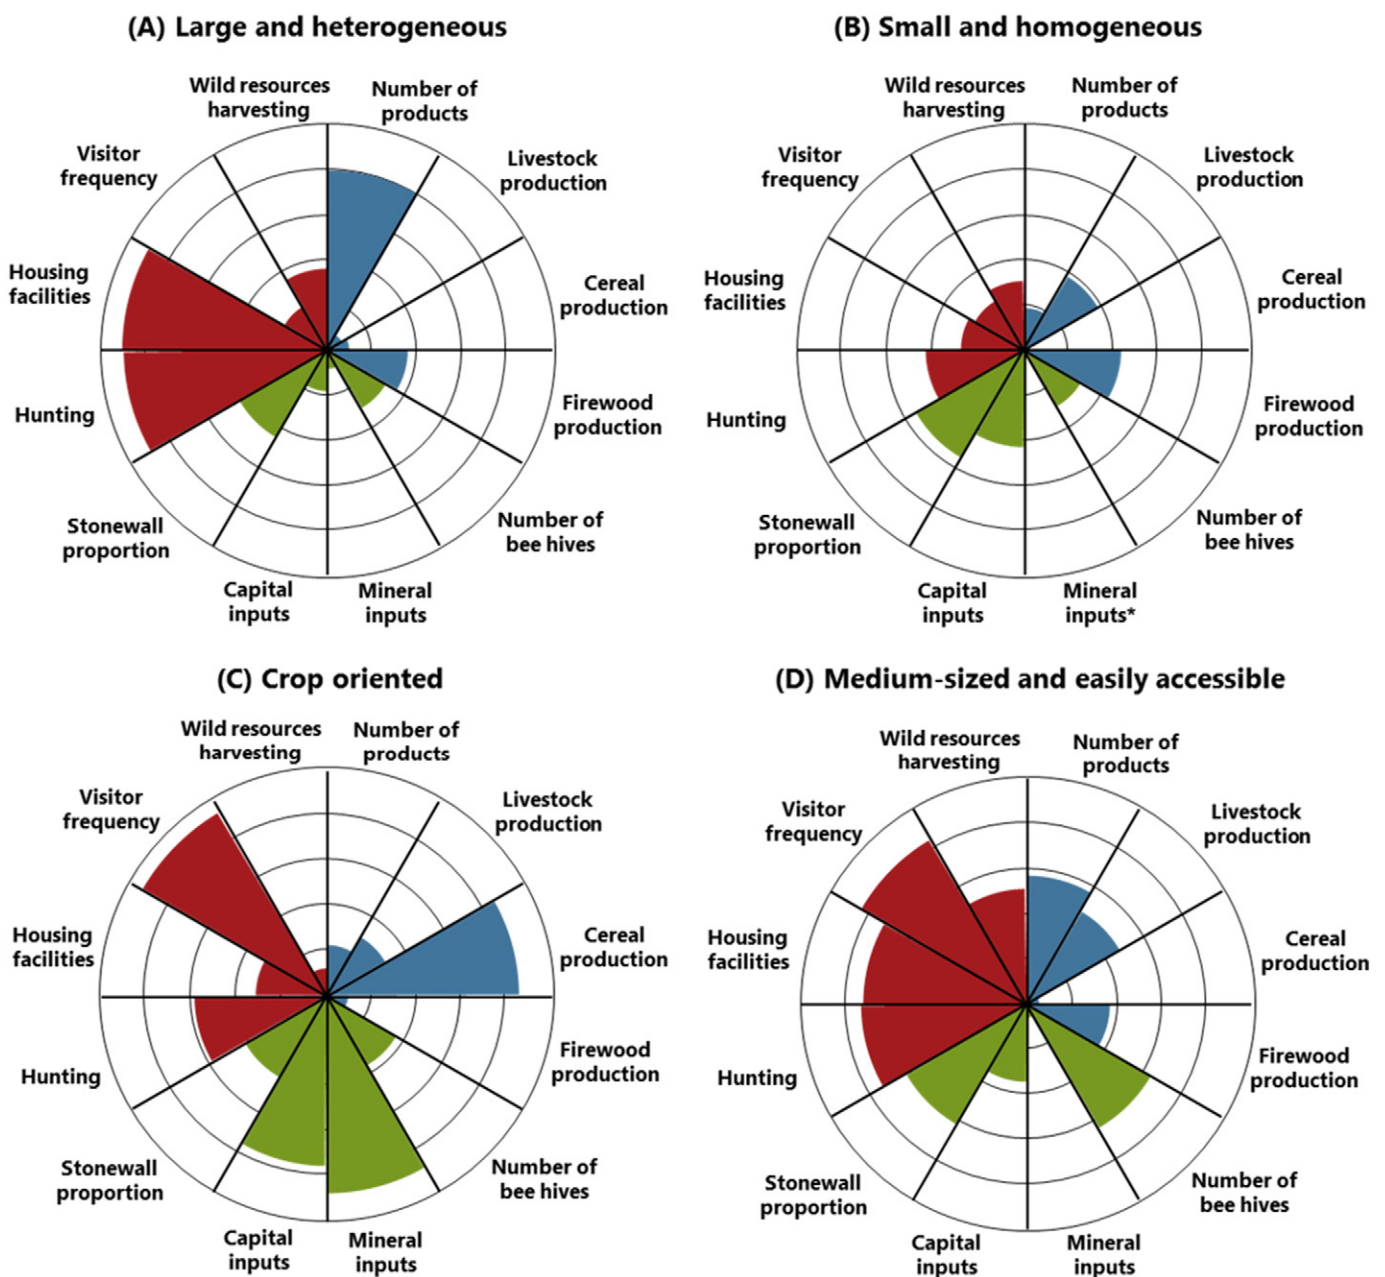 (A) Large and heterogeneous
Wild resources
harvesting
Number of
products
Livestock
production
Cereal
production
Firewood
production
Number of
bee hives
Mineral
inputs
Capital
inputs
Stonewall
proportion
Hunting
Housing
facilities
Visitor
frequency
(B) Small and homogeneous
Wild resources
harvesting
Number of
products
Livestock
production
Cereal
production
Firewood
production
Number of
bee hives
Mineral
inputs*
Capital
inputs
Stonewall
proportion
Hunting
Housing
facilities
Visitor
frequency
(C) Crop oriented
Wild resources
harvesting
Number of
products
Livestock
production
Cereal
production
Firewood
production
Number of
bee hives
Mineral
inputs
Capital
inputs
Stonewall
proportion
Hunting
Housing
facilities
Visitor
frequency
(D) Medium-sized and easily accessible
Wild resources
harvesting
Number of
products
Livestock
production
Cereal
production
Firewood
production
Number of
bee hives
Mineral
inputs
Capital
inputs
Stonewall
proportion
Hunting
Housing
facilities
Visitor
frequency